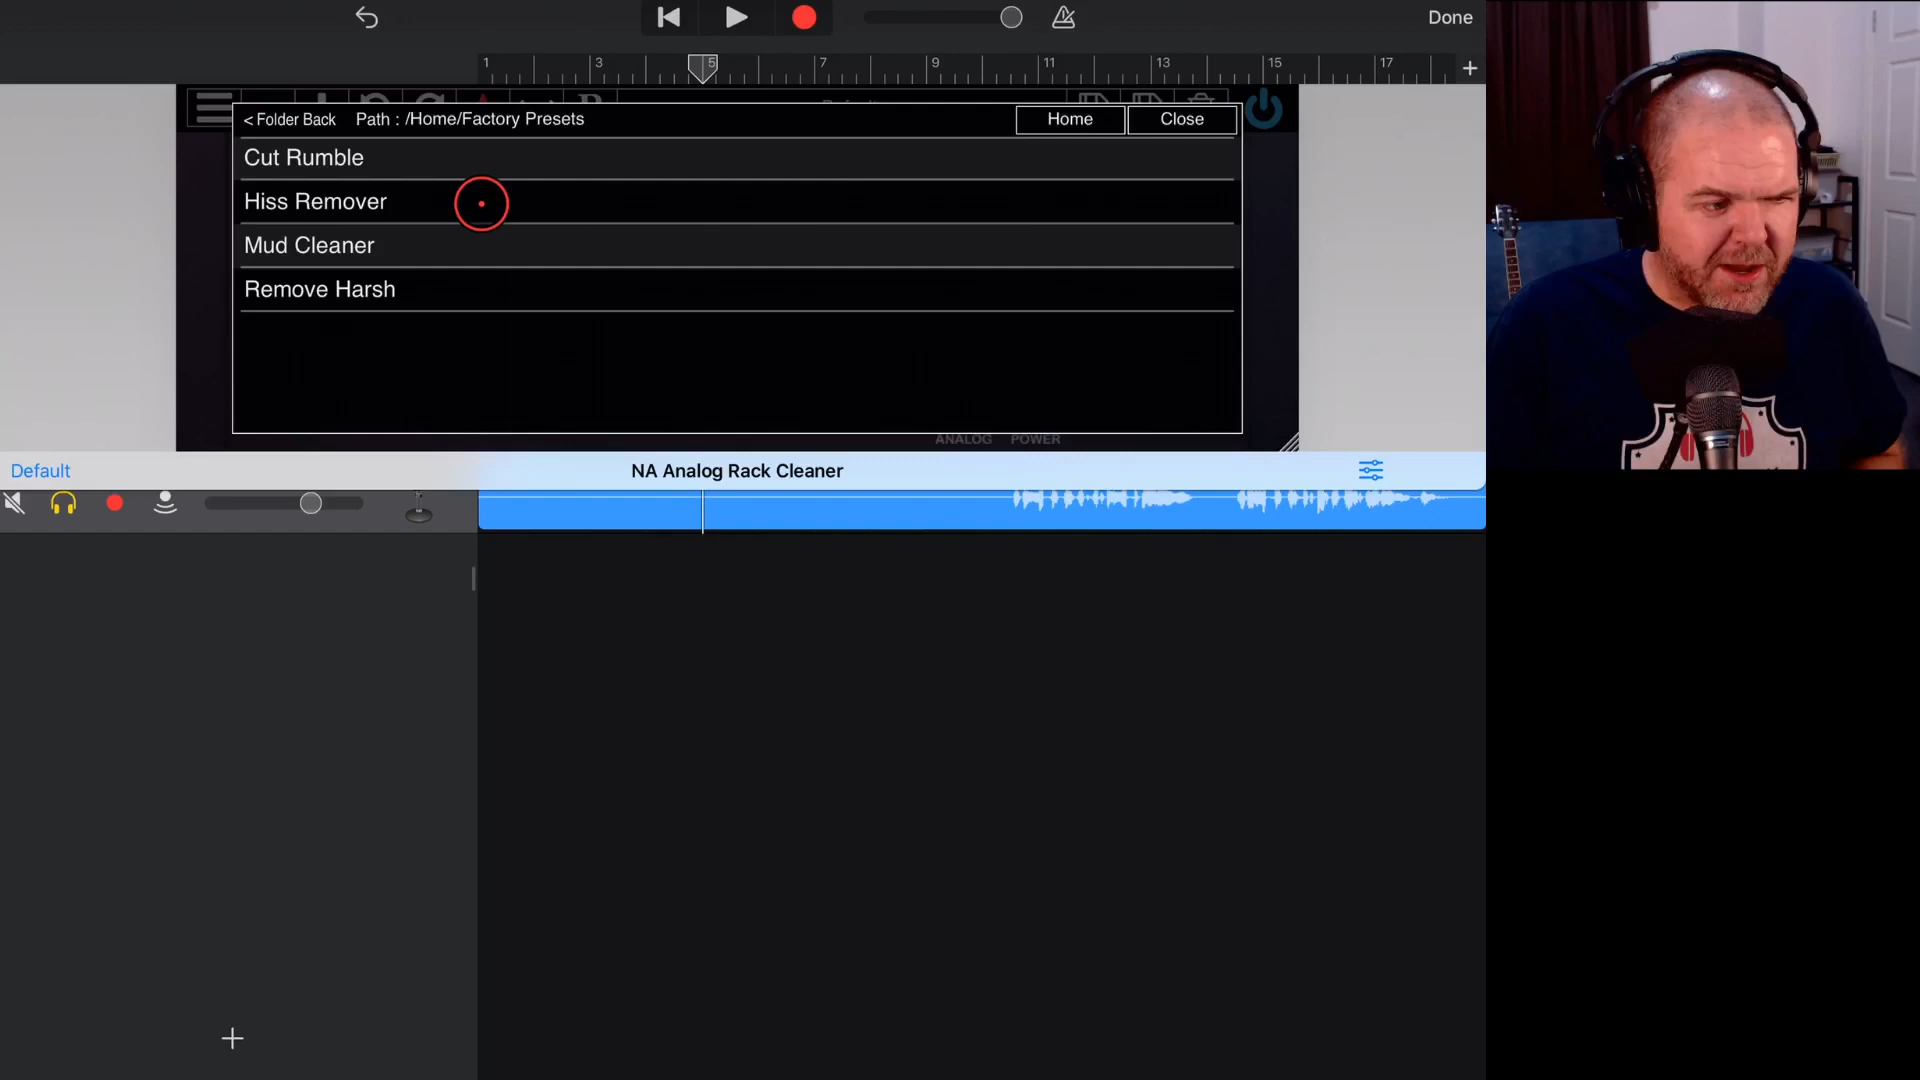 Done
1 3 5 7 9 11 13 15 17
< Folder Back Path : /Home/Factory Presets Home Close
Cut Rumble
Hiss Remover
Mud Cleaner
Remove Harsh
ANALOG POWER
Default NA Analog Rack Cleaner